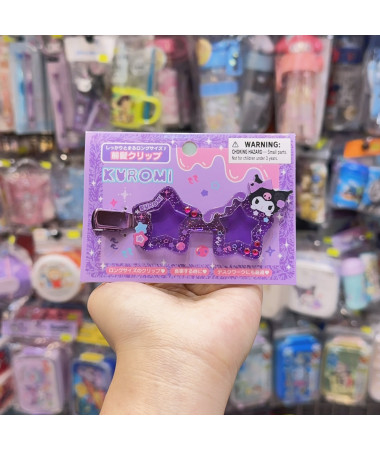 しっかりとまるロングサイズ!
前髪クリップ
KUROMI
WARNING:
CHOKING HAZARD — Small parts.
Not for children under 3 years.